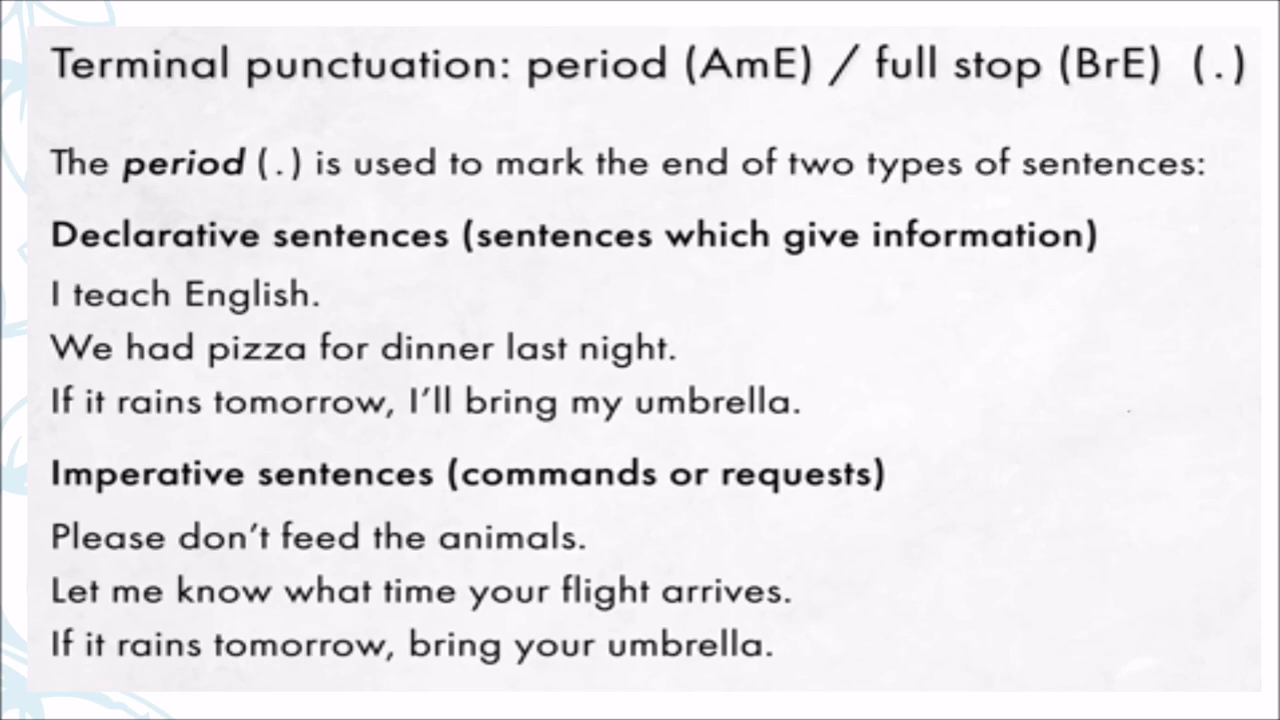 Terminal punctuation: period (AmE) / full stop (BrE) (.)
The period (.) is used to mark the end of two types of sentences:
Declarative sentences (sentences which give information)
I teach English.
We had pizza for dinner last night.
If it rains tomorrow, I’ll bring my umbrella.
Imperative sentences (commands or requests)
Please don’t feed the animals.
Let me know what time your flight arrives.
If it rains tomorrow, bring your umbrella.